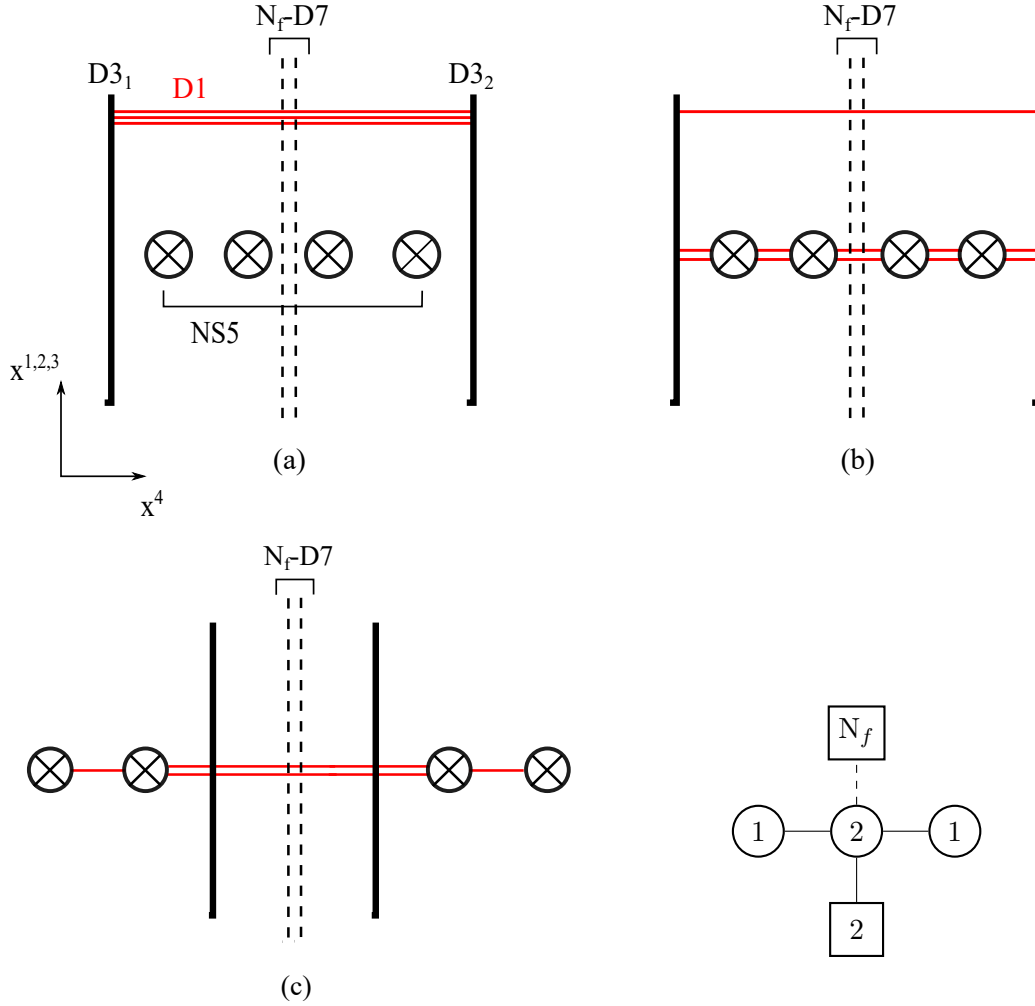 N_f-D7
D3_1
D1
D3_2
NS5
x^{1,2,3}
x^4
(a)
N_f-D7
(b)
N_f-D7
(c)
N_f
1 2 1
2